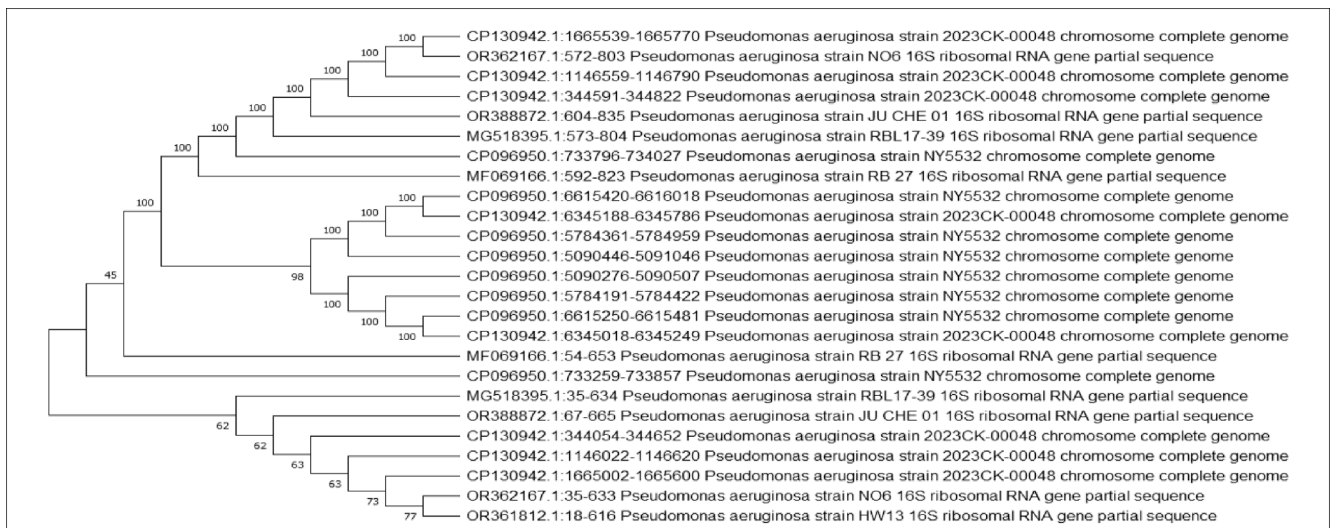 100 CP130942.1:1665539-1665770 Pseudomonas aeruginosa strain 2023CK-00048 chromosome complete genome
100 OR362167.1:572-803 Pseudomonas aeruginosa strain NO6 16S ribosomal RNA gene partial sequence
100 CP130942.1:1146559-1146790 Pseudomonas aeruginosa strain 2023CK-00048 chromosome complete genome
100 CP130942.1:344591-344822 Pseudomonas aeruginosa strain 2023CK-00048 chromosome complete genome
100 OR388872.1:604-835 Pseudomonas aeruginosa strain JU CHE 01 16S ribosomal RNA gene partial sequence
100 MG518395.1:573-804 Pseudomonas aeruginosa strain RBL17-39 16S ribosomal RNA gene partial sequence
CP096950.1:733796-734027 Pseudomonas aeruginosa strain NY5532 chromosome complete genome
MF069166.1:592-823 Pseudomonas aeruginosa strain RB 27 16S ribosomal RNA gene partial sequence
100 CP096950.1:6615420-6616018 Pseudomonas aeruginosa strain NY5532 chromosome complete genome
100 100 CP130942.1:6345188-6345786 Pseudomonas aeruginosa strain 2023CK-00048 chromosome complete genome
100 CP096950.1:5784361-5784959 Pseudomonas aeruginosa strain NY5532 chromosome complete genome
CP096950.1:5090446-5091046 Pseudomonas aeruginosa strain NY5532 chromosome complete genome
45 98 CP096950.1:5090276-5090507 Pseudomonas aeruginosa strain NY5532 chromosome complete genome
CP096950.1:5784191-5784422 Pseudomonas aeruginosa strain NY5532 chromosome complete genome
100 100 CP096950.1:6615250-6615481 Pseudomonas aeruginosa strain NY5532 chromosome complete genome
100 CP130942.1:6345018-6345249 Pseudomonas aeruginosa strain 2023CK-00048 chromosome complete genome
MF069166.1:54-653 Pseudomonas aeruginosa strain RB 27 16S ribosomal RNA gene partial sequence
CP096950.1:733259-733857 Pseudomonas aeruginosa strain NY5532 chromosome complete genome
MG518395.1:35-634 Pseudomonas aeruginosa strain RBL17-39 16S ribosomal RNA gene partial sequence
62 OR388872.1:67-665 Pseudomonas aeruginosa strain JU CHE 01 16S ribosomal RNA gene partial sequence
62 CP130942.1:344054-344652 Pseudomonas aeruginosa strain 2023CK-00048 chromosome complete genome
63 CP130942.1:1146022-1146620 Pseudomonas aeruginosa strain 2023CK-00048 chromosome complete genome
63 CP130942.1:1665002-1665600 Pseudomonas aeruginosa strain 2023CK-00048 chromosome complete genome
73 OR362167.1:35-633 Pseudomonas aeruginosa strain NO6 16S ribosomal RNA gene partial sequence
77 OR361812.1:18-616 Pseudomonas aeruginosa strain HW13 16S ribosomal RNA gene partial sequence